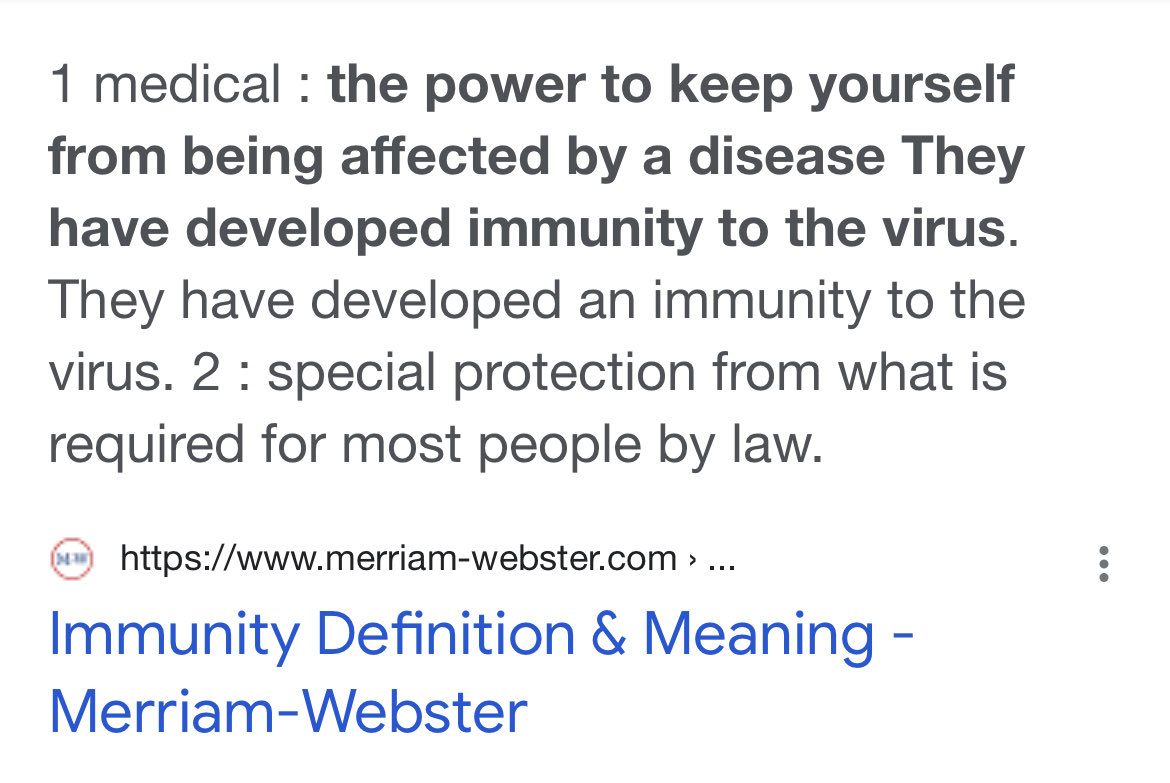 1 medical : the power to keep yourself
from being affected by a disease They
have developed immunity to the virus.
They have developed an immunity to the
virus. 2 : special protection from what is
required for most people by law.
M-W
https://www.merriam-webster.com › ...
Immunity Definition & Meaning -
Merriam-Webster